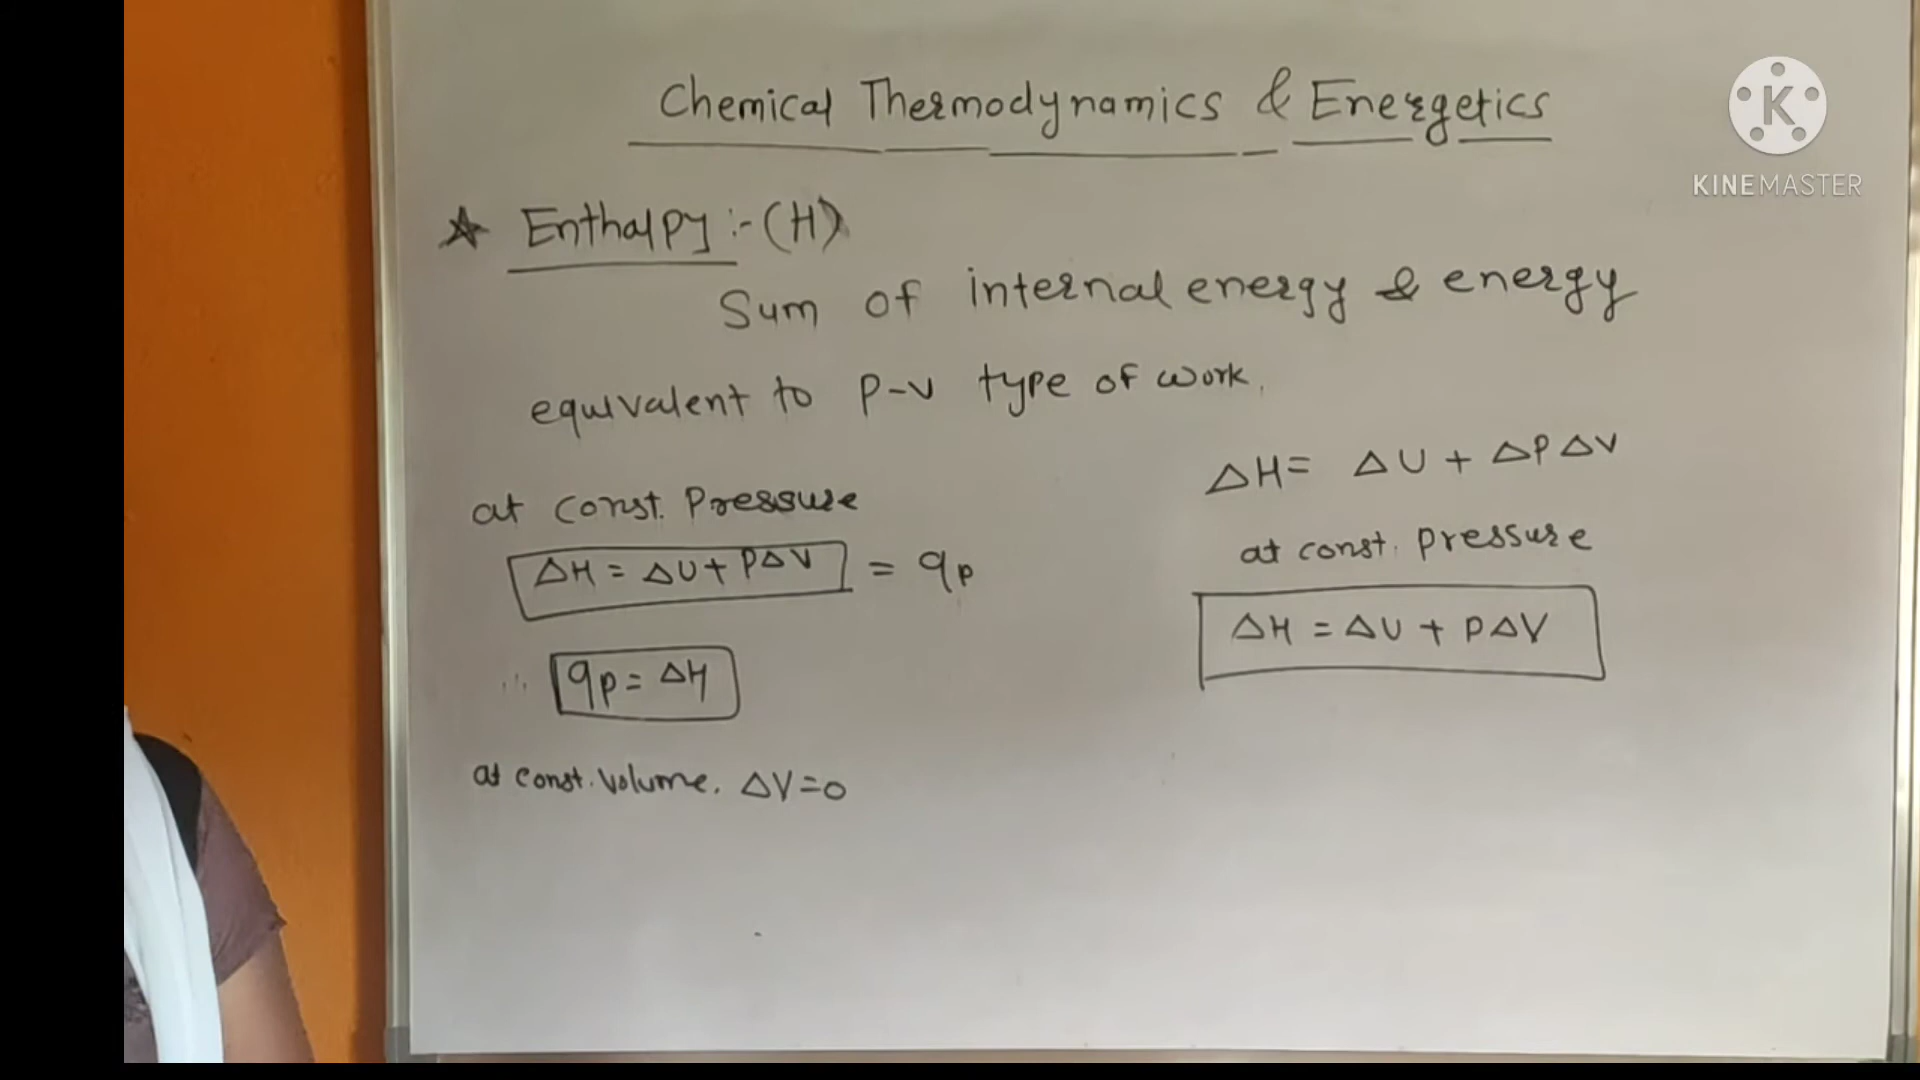 Chemical Thermodynamics & Energetics
K
KINEMASTER
★ Enthalpy :- (H)
Sum of internal energy & energy
equivalent to P-V type of work.
at const. Pressure
ΔH = ΔU + PΔV = qp
∴ qp = ΔH
at const. volume. ΔV=0
ΔH = ΔU + ΔPΔV
at const. pressure
ΔH = ΔU + PΔV